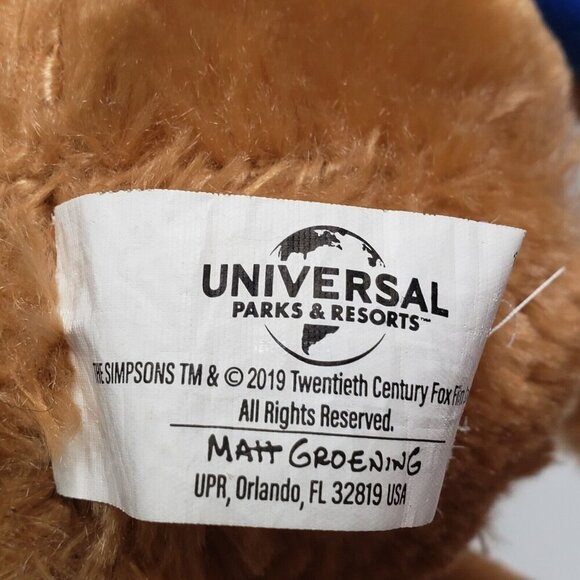 UNIVERSAL
PARKS & RESORTS™
THE SIMPSONS TM & © 2019 Twentieth Century Fox Film
All Rights Reserved.
MATT GROENING
UPR, Orlando, FL 32819 USA